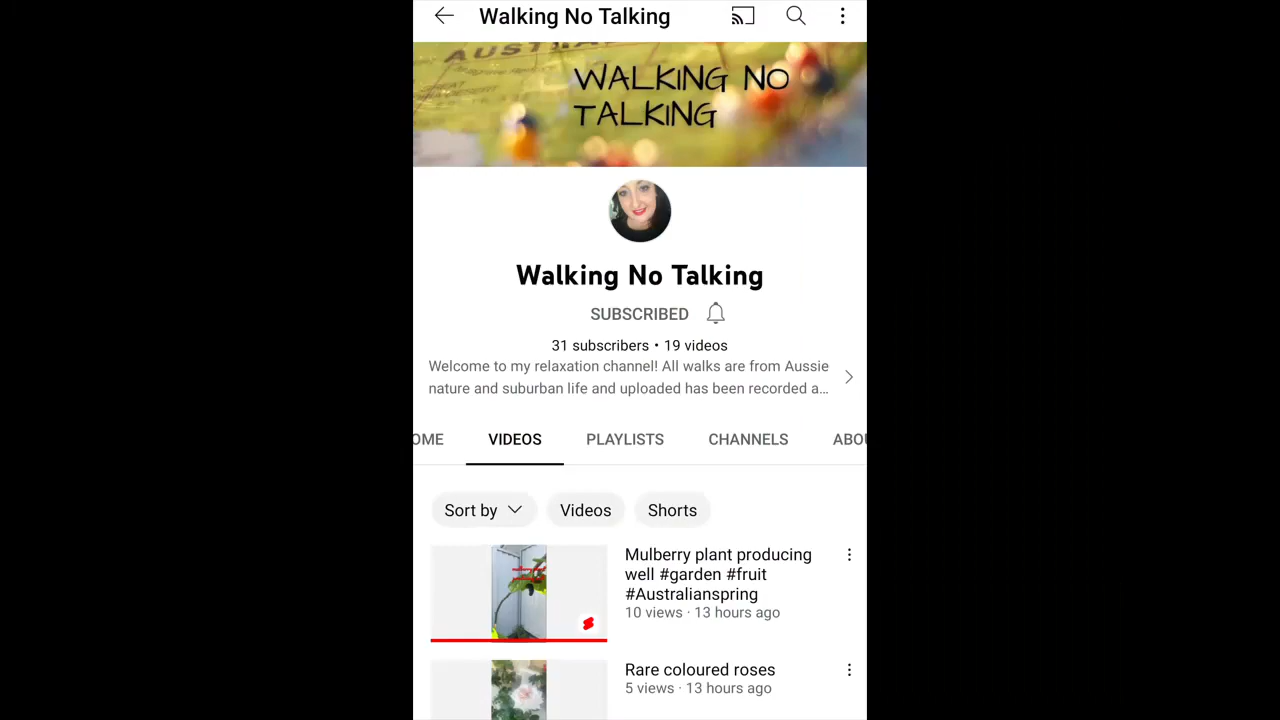 Walking No Talking
AUSTRA
WALKING NO
TALKING
Walking No Talking
SUBSCRIBED
31 subscribers • 19 videos
Welcome to my relaxation channel! All walks are from Aussie
nature and suburban life and uploaded has been recorded a...
OME VIDEOS PLAYLISTS CHANNELS ABOU
Sort by Videos Shorts
Mulberry plant producing
well #garden #fruit
#Australianspring
10 views · 13 hours ago
Rare coloured roses
5 views · 13 hours ago